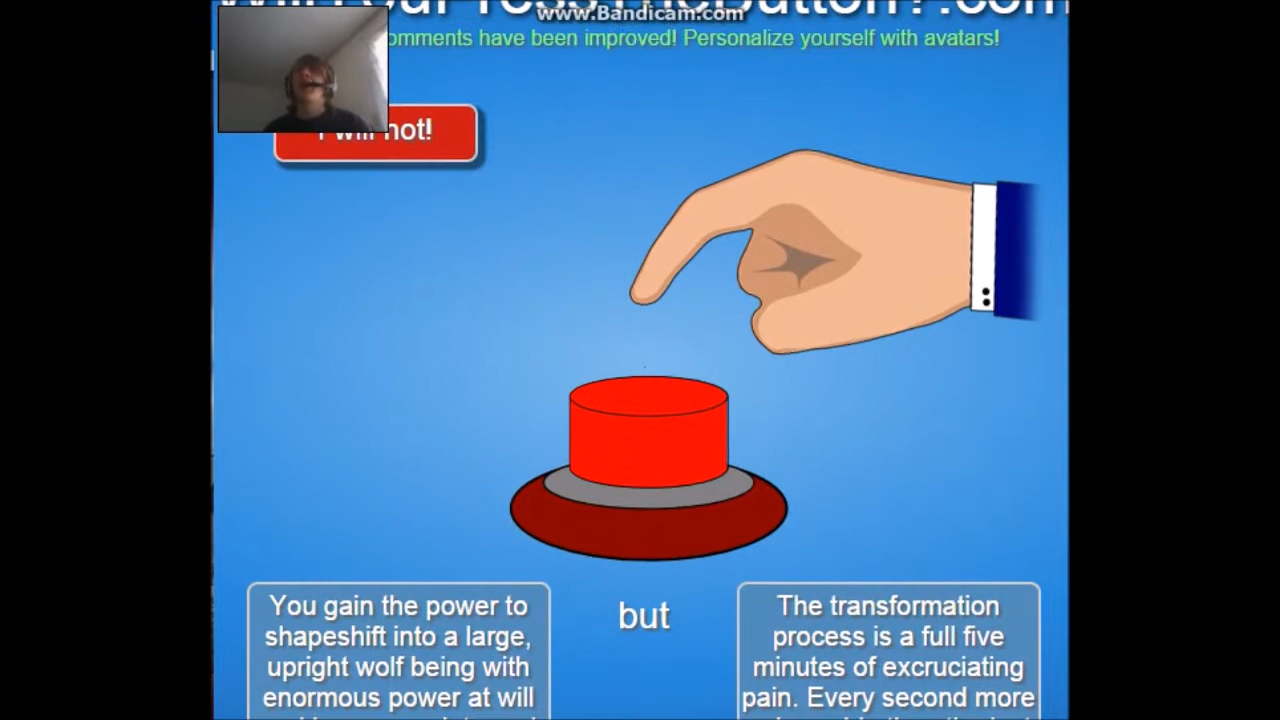 www.Bandicam.com
comments have been improved! Personalize yourself with avatars!
I will not!
You gain the power to
shapeshift into a large,
upright wolf being with
enormous power at will
but
The transformation
process is a full five
minutes of excruciating
pain. Every second more